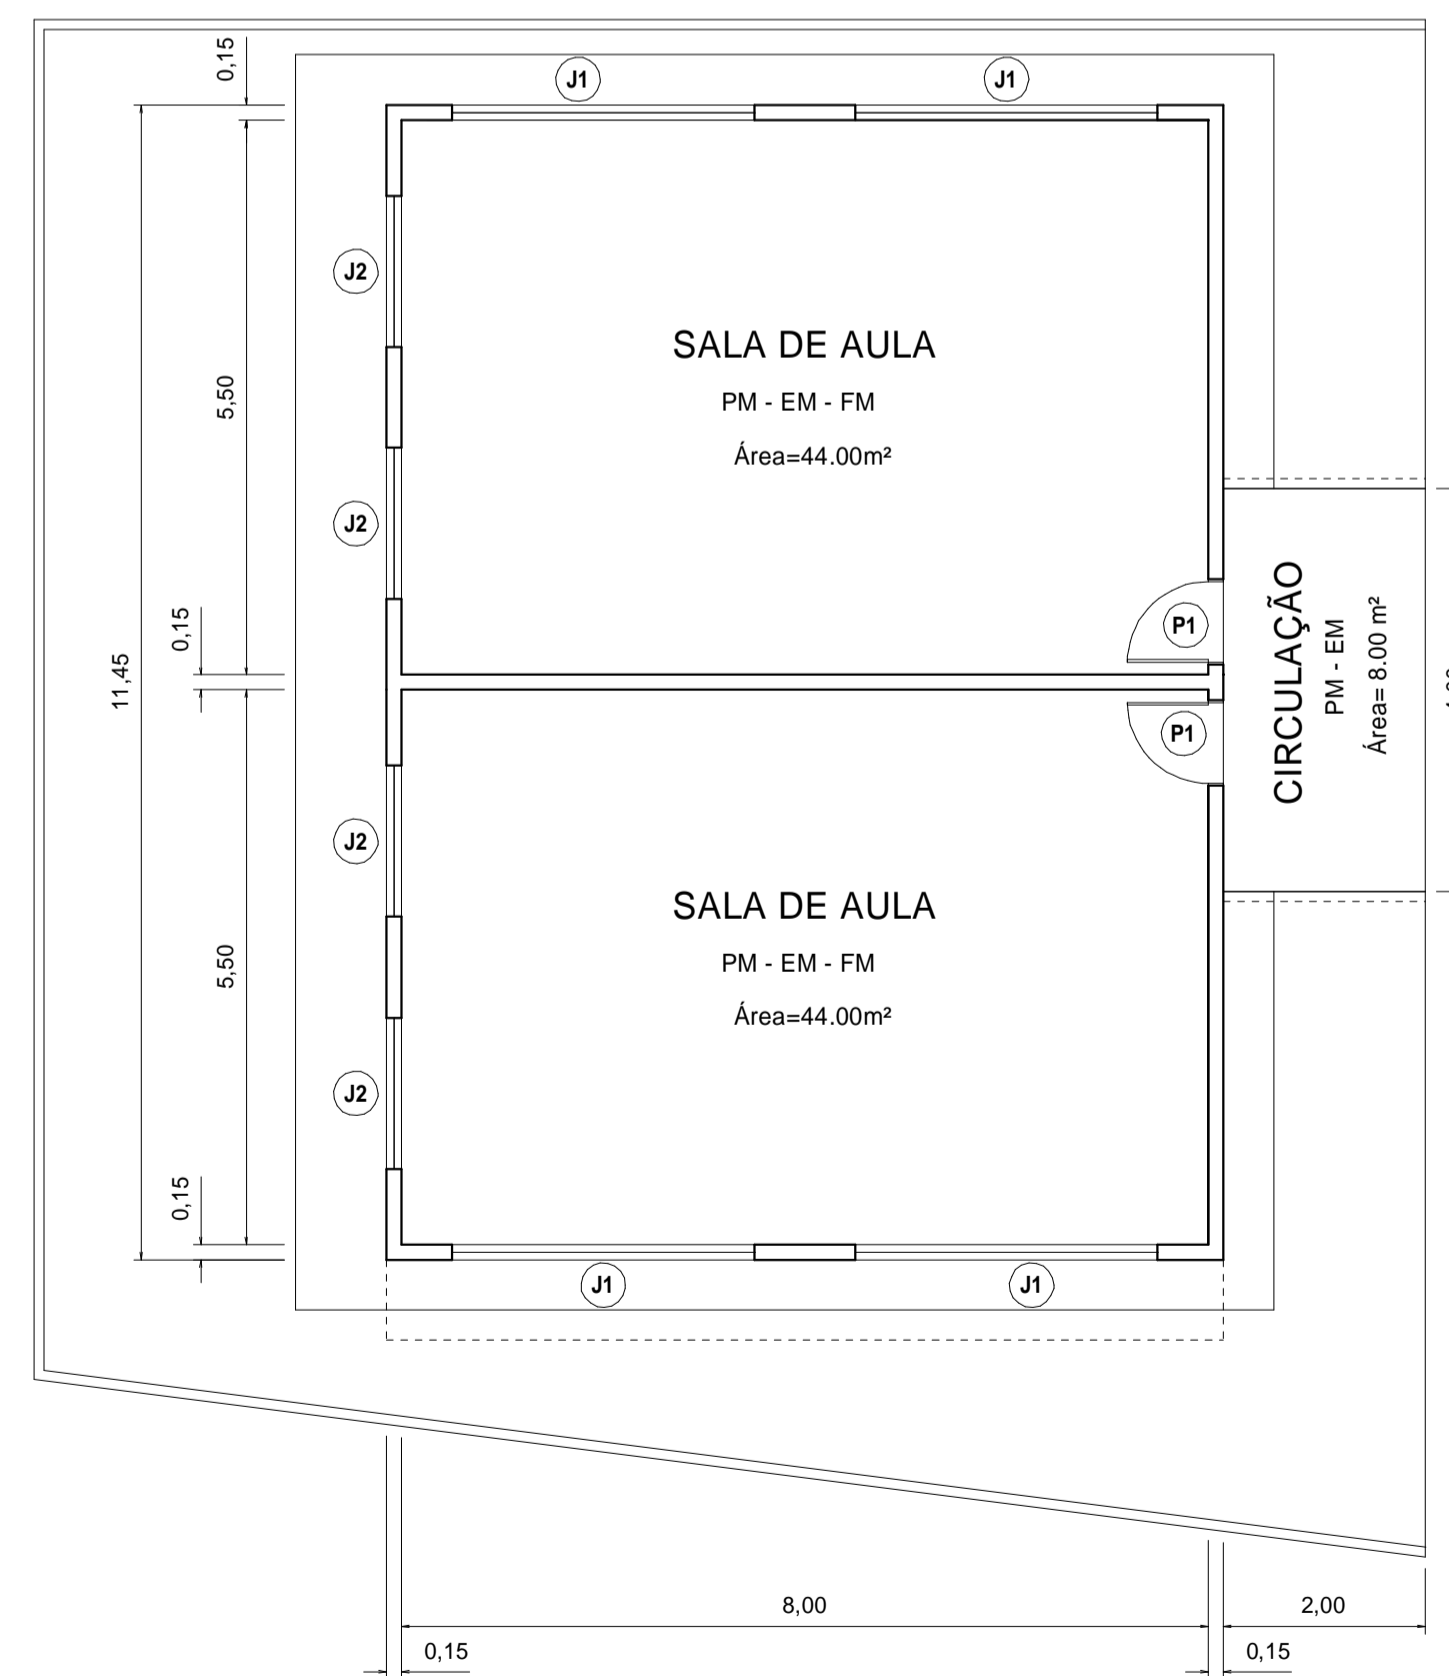 0,15
J1
J1
J2
SALA DE AULA
PM - EM - FM
Área=44.00m²
5,50
J2
0,15
11,45
P1
P1
CIRCULAÇÃO
PM - EM
Área= 8.00 m²
J2
SALA DE AULA
PM - EM - FM
Área=44.00m²
5,50
J2
0,15
J1
J1
8,00
2,00
0,15
0,15